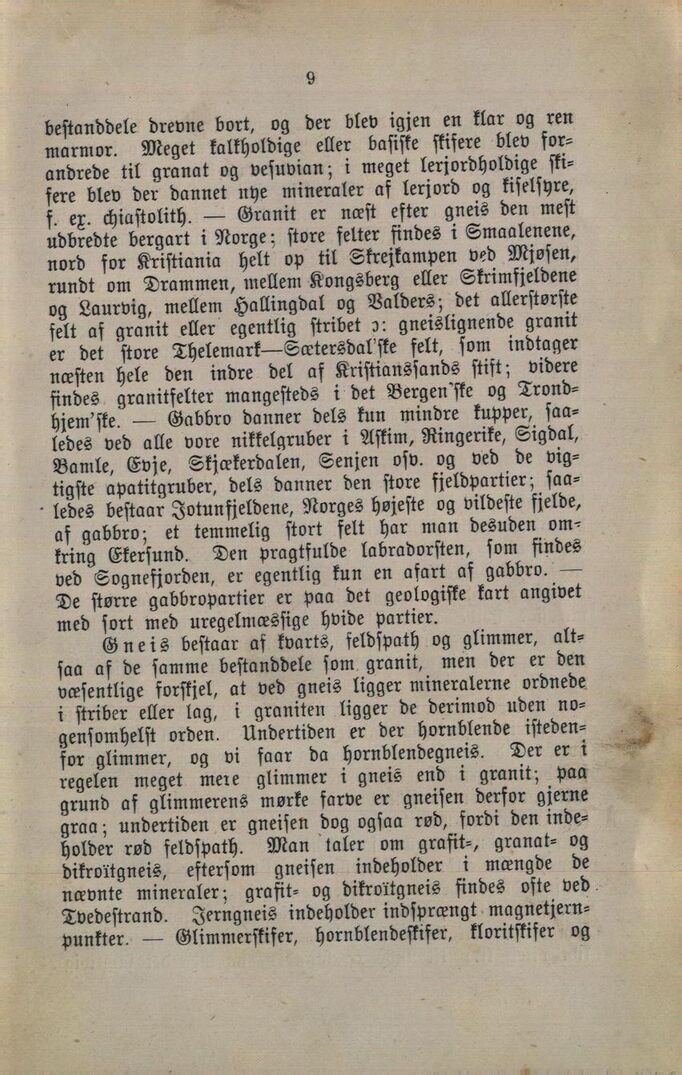 9
bestanddele drevne bort, og der blev igjen en klar og ren
marmor. Meget kalkholdige eller basiske skifere blev for-
andrede til granat og vesuvian; i meget lerjordholdige ski-
fere blev der dannet nye mineraler af lerjord og kiselsyre,
f. ex. chiastolith. — Granit er næst efter gneis den mest
udbredte bergart i Norge; store felter findes i Smaalenene,
nord for Kristiania helt op til Skrejkampen ved Mjøsen,
rundt om Drammen, mellem Kongsberg eller Skrimfjeldene
og Laurvig, mellem Hallingdal og Valders; det allerstørste
felt af granit eller egentlig stribet ɔ: gneislignende granit
er det store Thelemark—Sætersdal'ske felt, som indtager
næsten hele den indre del af Kristianssands stift; videre
findes granitfelter mangesteds i det Bergen'ske og Trond-
hjem'ske. — Gabbro danner dels kun mindre kupper, saa-
ledes ved alle vore nikkelgruber i Askim, Ringerike, Sigdal,
Bamle, Evje, Skjækerdalen, Senjen osv. og ved de vig-
tigste apatitgruber, dels danner den store fjeldpartier; saa-
ledes bestaar Jotunfjeldene, Norges højeste og vildeste fjelde,
af gabbro; et temmelig stort felt har man desuden om-
kring Ekersund. Den pragtfulde labradorsten, som findes
ved Sognefjorden, er egentlig kun en afart af gabbro. —
De større gabbropartier er paa det geologiske kart angivet
med sort med uregelmæssige hvide partier.
Gneis bestaar af kvarts, feldspath og glimmer, alt-
saa af de samme bestanddele som granit, men der er den
væsentlige forskjel, at ved gneis ligger mineralerne ordnede
i striber eller lag, i graniten ligger de derimod uden no-
gensomhelst orden. Undertiden er der hornblende isteden-
for glimmer, og vi faar da hornblendegneis. Der er i
regelen meget mere glimmer i gneis end i granit; paa
grund af glimmerens mørke farve er gneisen derfor gjerne
graa; undertiden er gneisen dog ogsaa rød, fordi den inde-
holder rød feldspath. Man taler om grafit-, granat- og
dikroïtgneis, eftersom gneisen indeholder i mængde de
nævnte mineraler; grafit- og dikroïtgneis findes ofte ved
Tvedestrand. Jerngneis indeholder indsprængt magnetjern-
punkter. — Glimmerskifer, hornblendeskifer, kloritskifer og